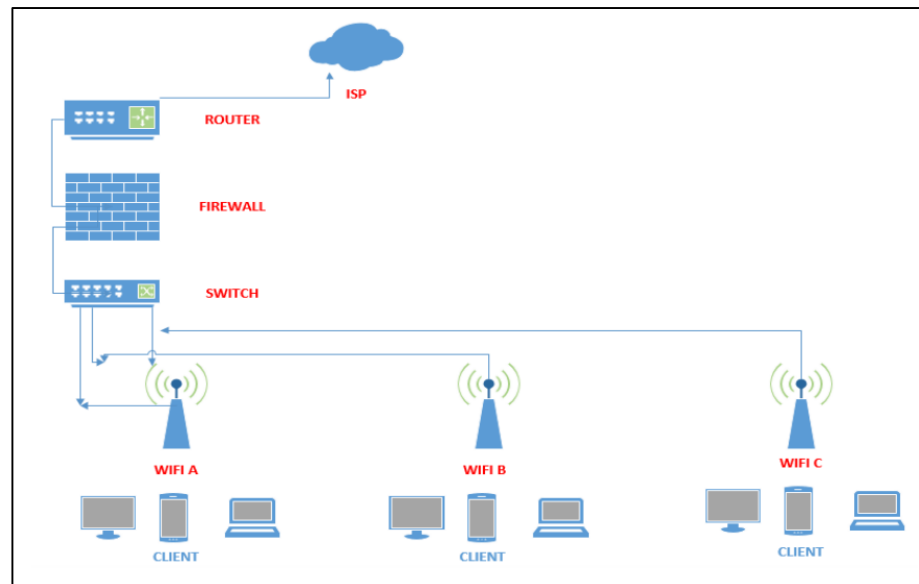 ISP
ROUTER
FIREWALL
SWITCH
WIFI A
WIFI B
WIFI C
CLIENT
CLIENT
CLIENT